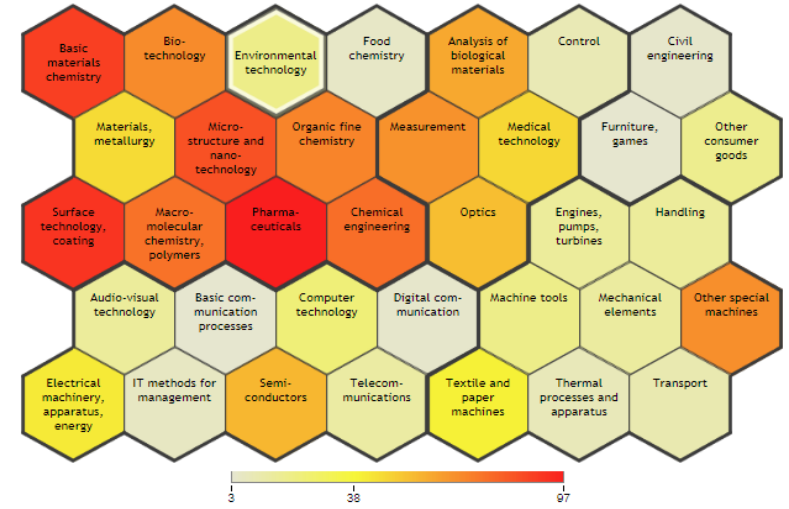 Basic
materials
chemistry
Bio-
technology
Environmental
technology
Food
chemistry
Analysis of
biological
materials
Control
Civil
engineering
Materials,
metallurgy
Micro-
structure and
nano-
technology
Organic fine
chemistry
Measurement
Medical
technology
Furniture,
games
Other
consumer
goods
Surface
technology,
coating
Macro-
molecular
chemistry,
polymers
Pharma-
ceuticals
Chemical
engineering
Optics
Engines,
pumps,
turbines
Handling
Audio-visual
technology
Basic com-
munication
processes
Computer
technology
Digital com-
munication
Machine tools
Mechanical
elements
Other special
machines
Electrical
machinery,
apparatus,
energy
IT methods for
management
Semi-
conductors
Telecom-
munications
Textile and
paper
machines
Thermal
processes and
apparatus
Transport
3 38 97